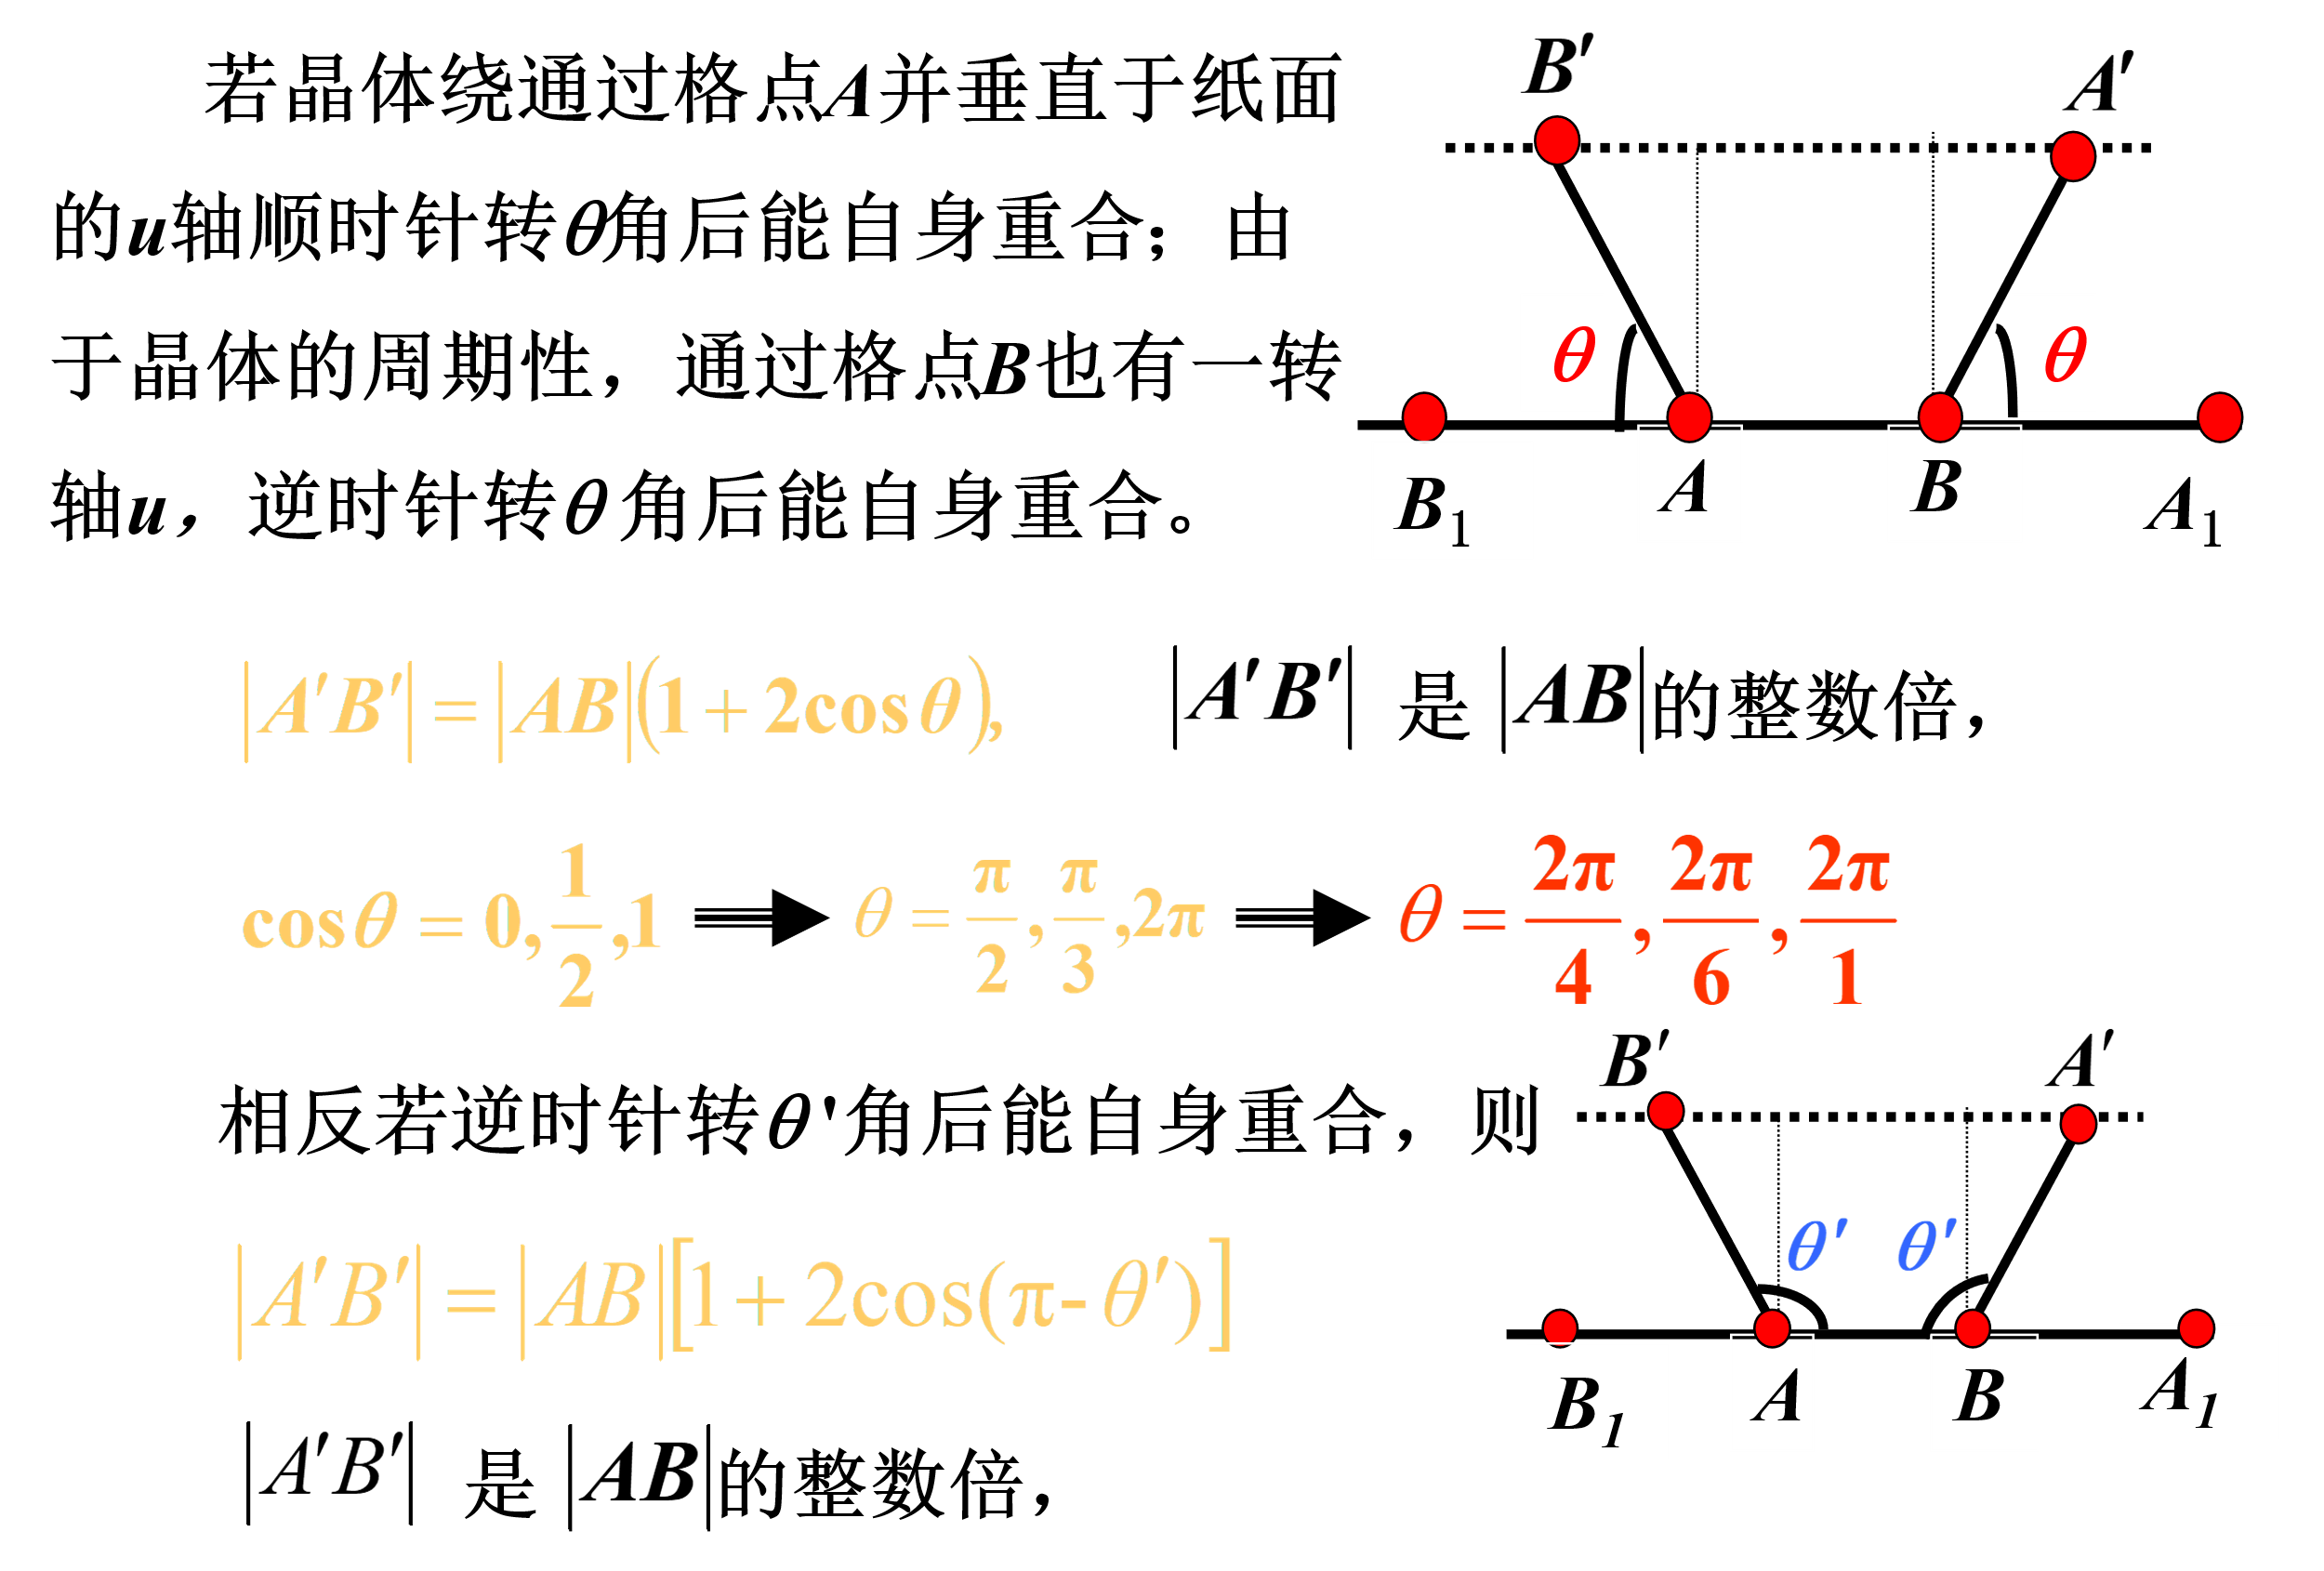 若晶体绕通过格点A并垂直于纸面
的u轴顺时针转θ角后能自身重合；由
于晶体的周期性，通过格点B也有一转
轴u，逆时针转θ角后能自身重合。
B′ A′
θ θ
B₁ A B A₁
|A′B′| = |AB|(1 + 2cos θ), |A′B′| 是 |AB|的整数倍，
cos θ = 0, 1/2, 1 ⟹ θ = π/2, π/3, 2π ⟹ θ = 2π/4, 2π/6, 2π/1
相反若逆时针转θ'角后能自身重合，则
B′ A′
θ′ θ′
B₁ A B A₁
|A′B′| = |AB|[1 + 2cos(π- θ′)]
|A′B′| 是 |AB|的整数倍，